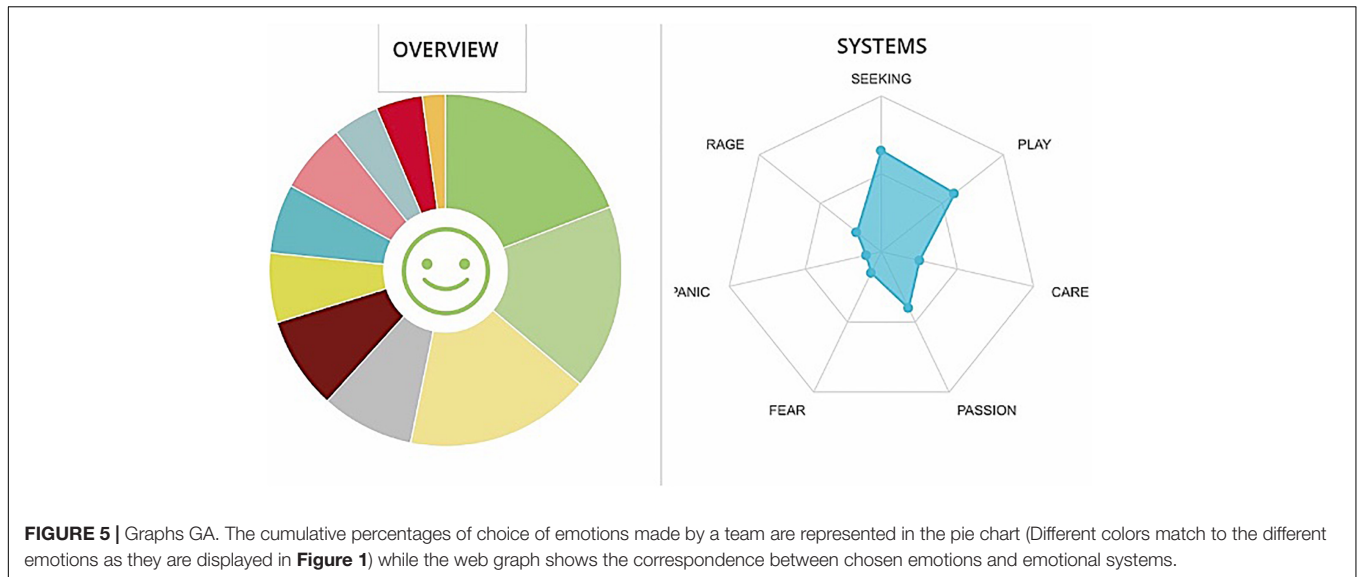 OVERVIEW
SYSTEMS
SEEKING
RAGE
PLAY
PANIC
CARE
FEAR
PASSION
FIGURE 5 | Graphs GA. The cumulative percentages of choice of emotions made by a team are represented in the pie chart (Different colors match to the different
emotions as they are displayed in Figure 1) while the web graph shows the correspondence between chosen emotions and emotional systems.